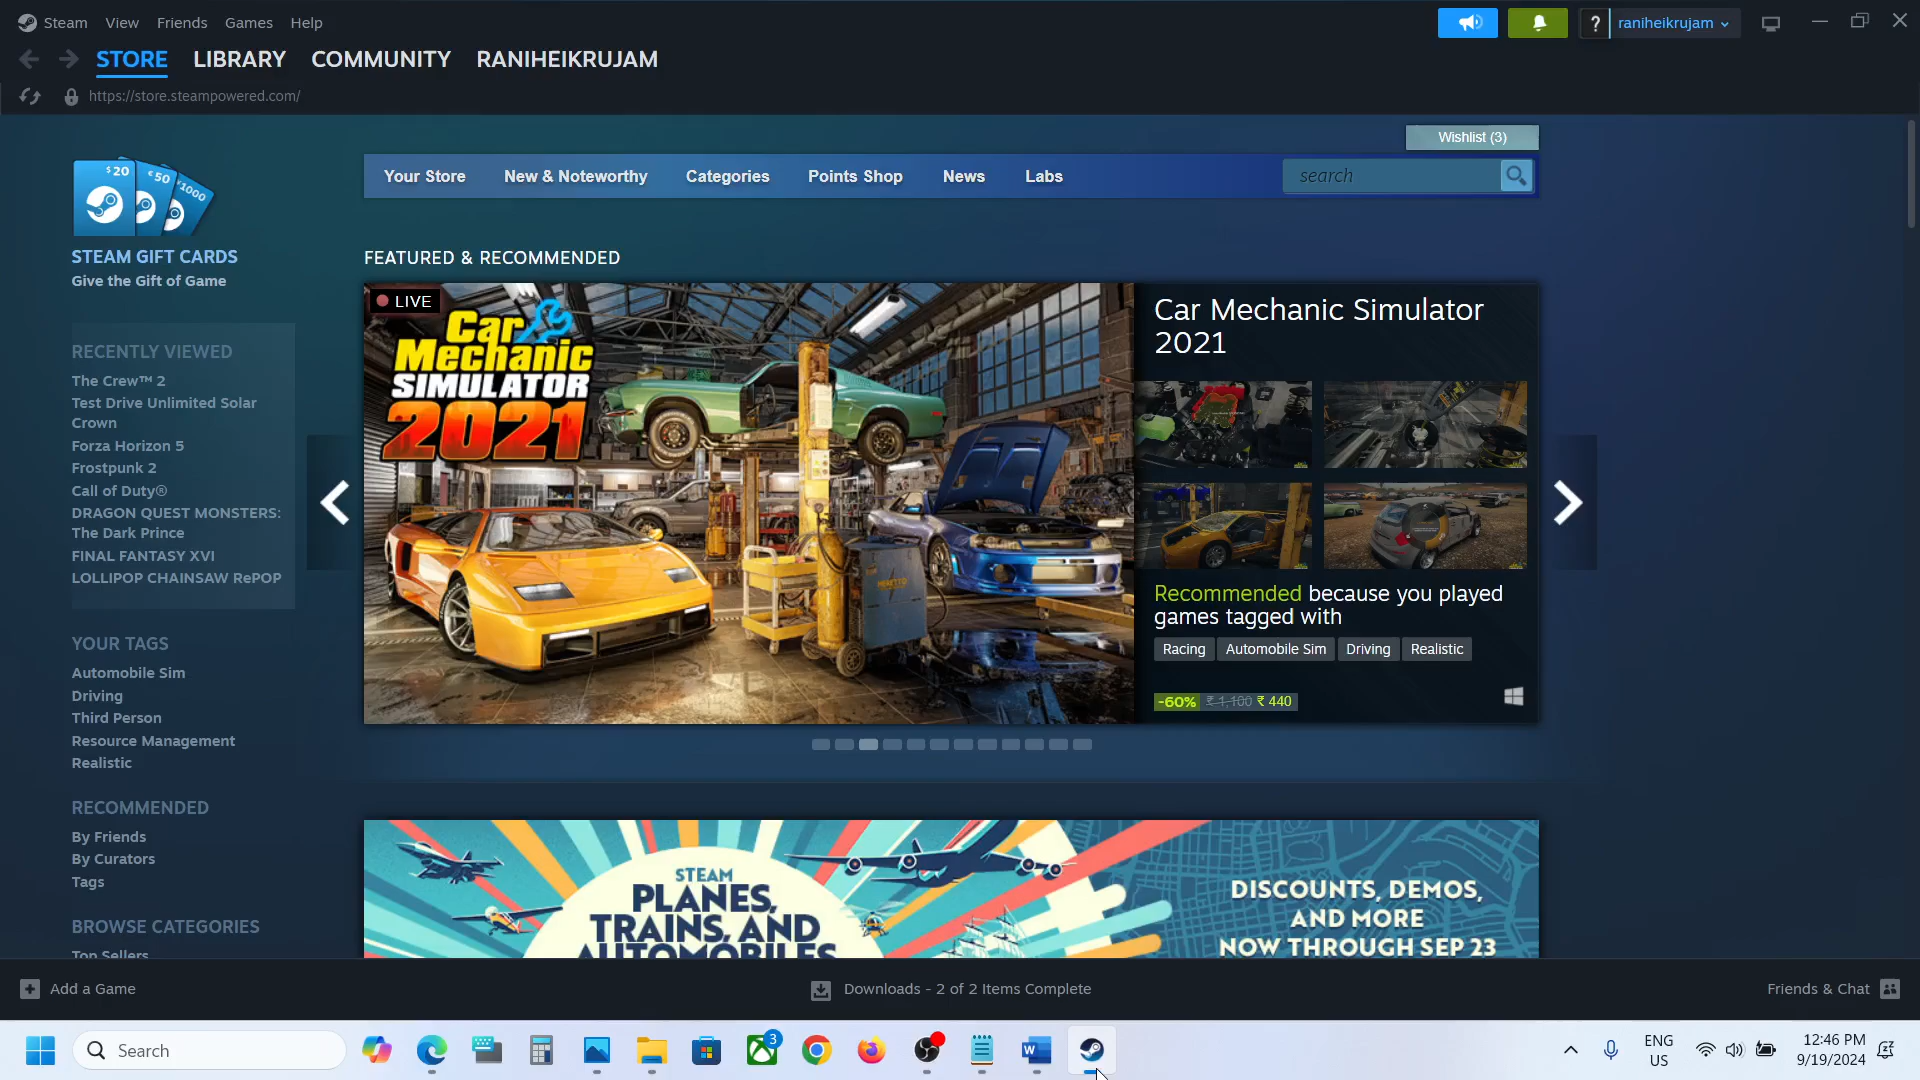 Steam View Friends Games Help
? raniheikrujam
STORE LIBRARY COMMUNITY RANIHEIKRUJAM
https://store.steampowered.com/
Wishlist (3)
Your Store New & Noteworthy Categories Points Shop News Labs search
$20 €50 ¥1000
STEAM GIFT CARDS
Give the Gift of Game
FEATURED & RECOMMENDED
LIVE
Car
Mechanic
SIMULATOR
2021
Car Mechanic Simulator
2021
Recommended because you played
games tagged with
Racing Automobile Sim Driving Realistic
-60% ₹ 1,100 ₹ 440
RECENTLY VIEWED
The Crew™ 2
Test Drive Unlimited Solar
Crown
Forza Horizon 5
Frostpunk 2
Call of Duty®
DRAGON QUEST MONSTERS:
The Dark Prince
FINAL FANTASY XVI
LOLLIPOP CHAINSAW RePOP
YOUR TAGS
Automobile Sim
Driving
Third Person
Resource Management
Realistic
RECOMMENDED
By Friends
By Curators
Tags
BROWSE CATEGORIES
Top Sellers
STEAM
PLANES,
TRAINS, AND
AUTOMOBILES
DISCOUNTS, DEMOS,
AND MORE
NOW THROUGH SEP 23
Add a Game
Downloads - 2 of 2 Items Complete
Friends & Chat
Search
3
ENG
US
12:46 PM
9/19/2024